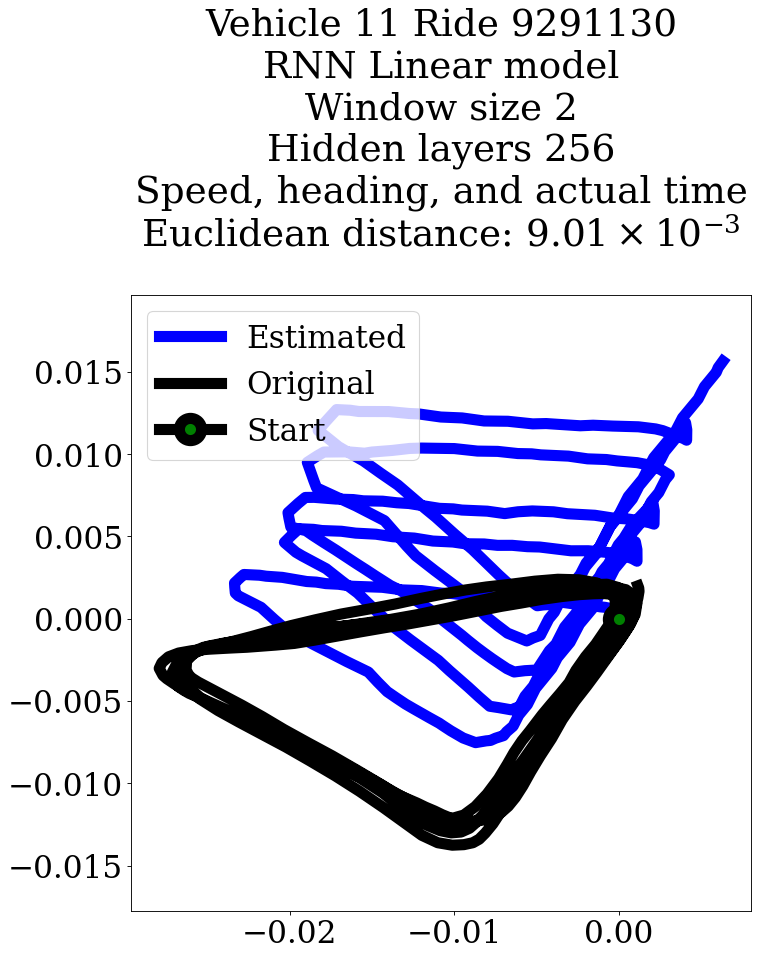 Vehicle 11 Ride 9291130
RNN Linear model
Window size 2
Hidden layers 256
Speed, heading, and actual time
Euclidean distance: 9.01 × 10⁻³
Estimated
Original
Start
0.015
0.010
0.005
0.000
−0.005
−0.010
−0.015
−0.02
−0.01
0.00